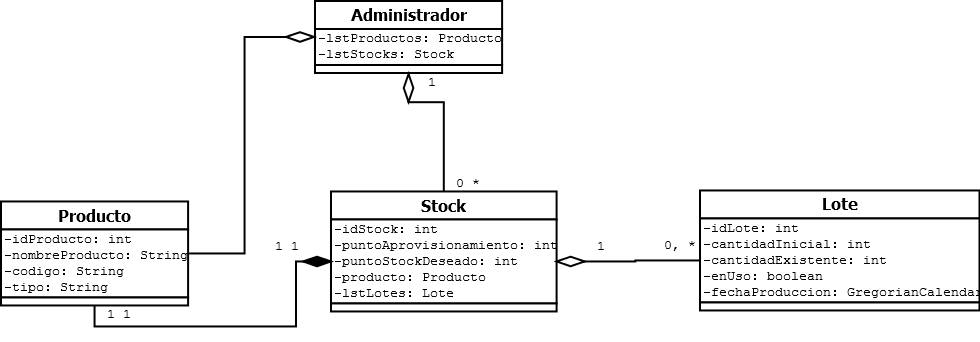 Administrador
-lstProductos: Producto
-lstStocks: Stock
1
0 *
Producto
-idProducto: int
-nombreProducto: String
-codigo: String
-tipo: String
1 1
1 1
Stock
-idStock: int
-puntoAprovisionamiento: int
-puntoStockDeseado: int
-producto: Producto
-lstLotes: Lote
1
0, *
Lote
-idLote: int
-cantidadInicial: int
-cantidadExistente: int
-enUso: boolean
-fechaProduccion: GregorianCalendar